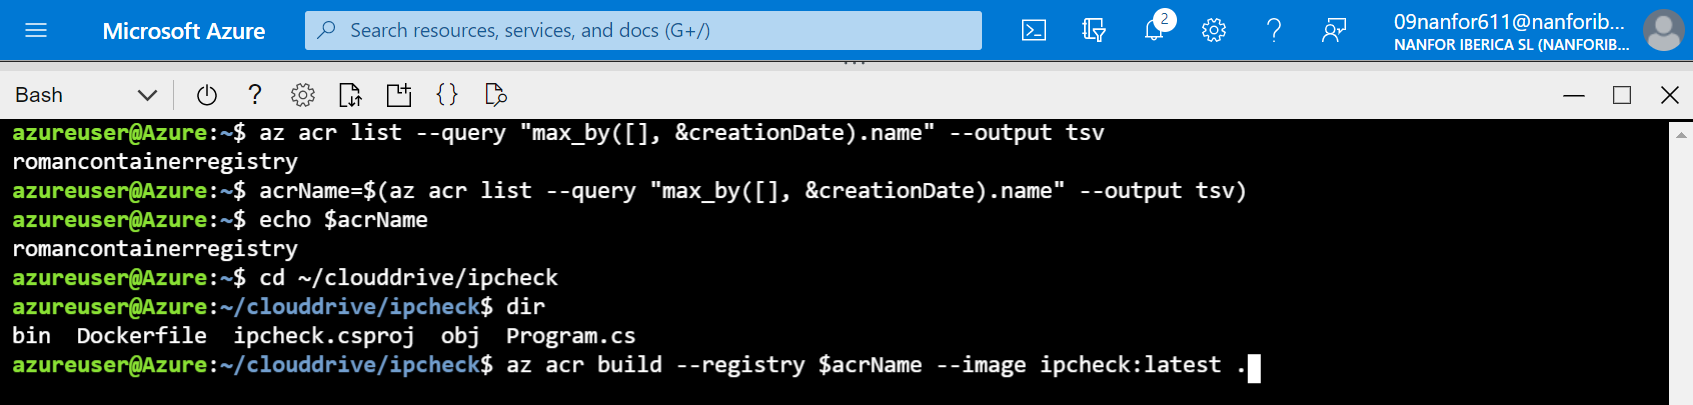 Microsoft Azure
Search resources, services, and docs (G+/)
2
09nanfor611@nanforib...
NANFOR IBERICA SL (NANFORIB...
Bash
azureuser@Azure:~$ az acr list --query "max_by([], &creationDate).name" --output tsv
romancontainerregistry
azureuser@Azure:~$ acrName=$(az acr list --query "max_by([], &creationDate).name" --output tsv)
azureuser@Azure:~$ echo $acrName
romancontainerregistry
azureuser@Azure:~$ cd ~/clouddrive/ipcheck
azureuser@Azure:~/clouddrive/ipcheck$ dir
bin  Dockerfile  ipcheck.csproj  obj  Program.cs
azureuser@Azure:~/clouddrive/ipcheck$ az acr build --registry $acrName --image ipcheck:latest .